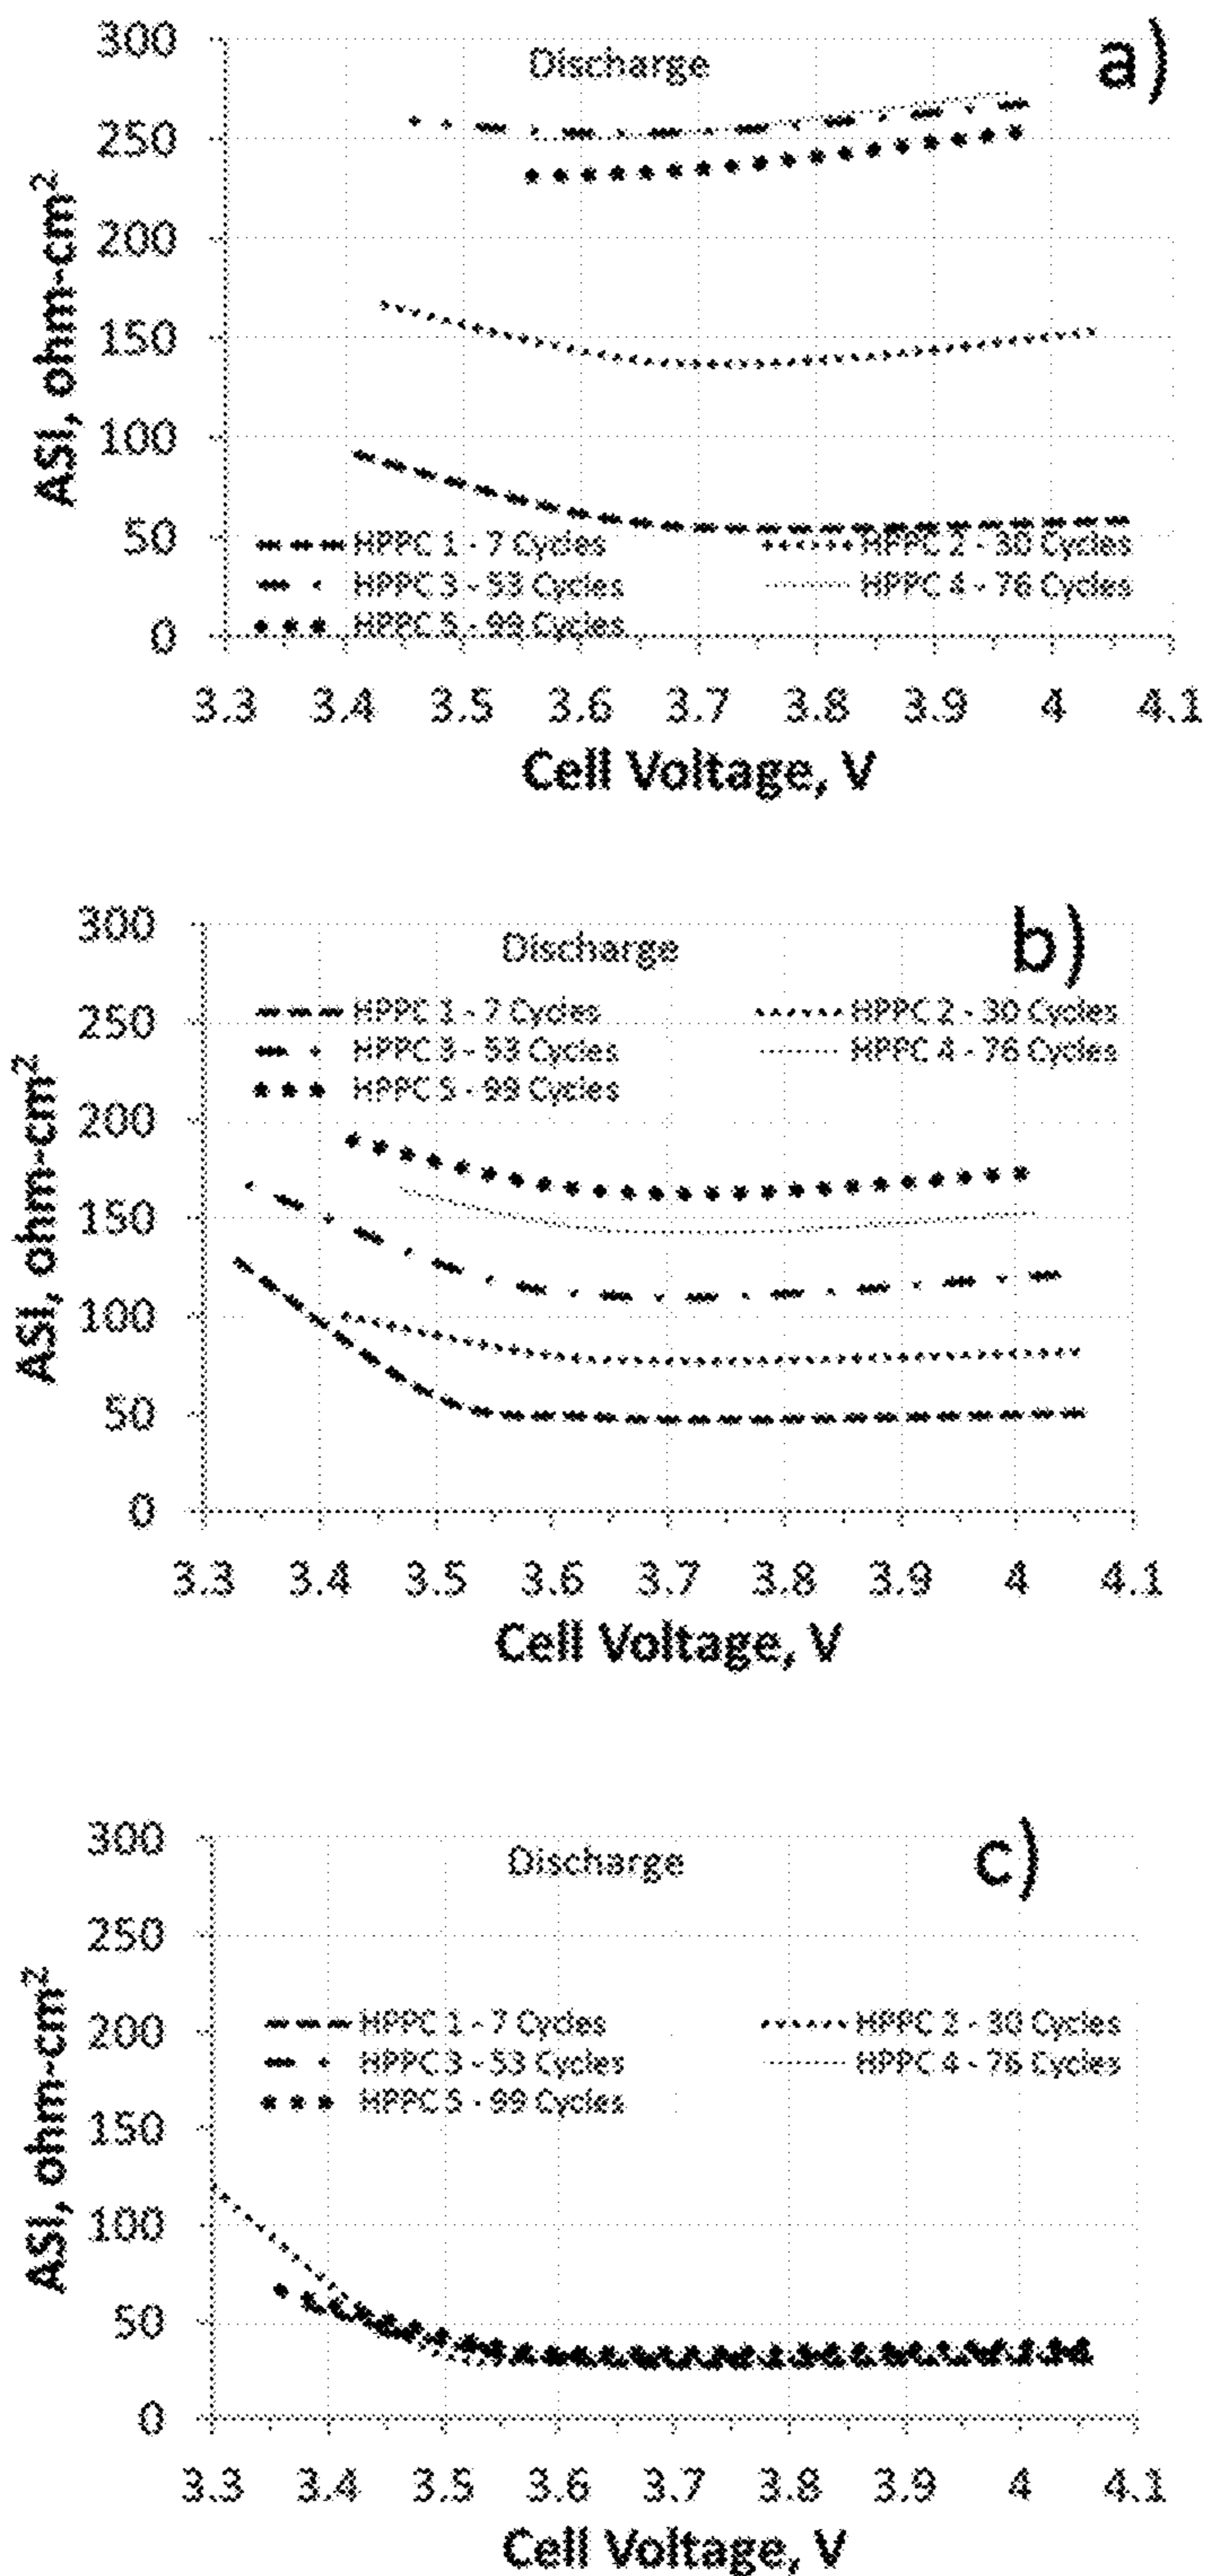 a)
Discharge
300
250
200
150
100
50
0
ASI, ohm-cm²
HPPC 1 - 7 Cycles HPPC 2 - 30 Cycles
HPPC 3 - 53 Cycles HPPC 4 - 76 Cycles
HPPC 5 - 99 Cycles
3.3 3.4 3.5 3.6 3.7 3.8 3.9 4 4.1
Cell Voltage, V
b)
Discharge
300
250
200
150
100
50
0
ASI, ohm-cm²
HPPC 1 - 7 Cycles HPPC 2 - 30 Cycles
HPPC 3 - 53 Cycles HPPC 4 - 76 Cycles
HPPC 5 - 99 Cycles
3.3 3.4 3.5 3.6 3.7 3.8 3.9 4 4.1
Cell Voltage, V
c)
Discharge
300
250
200
150
100
50
0
ASI, ohm-cm²
HPPC 1 - 7 Cycles HPPC 2 - 30 Cycles
HPPC 3 - 53 Cycles HPPC 4 - 76 Cycles
HPPC 5 - 99 Cycles
3.3 3.4 3.5 3.6 3.7 3.8 3.9 4 4.1
Cell Voltage, V